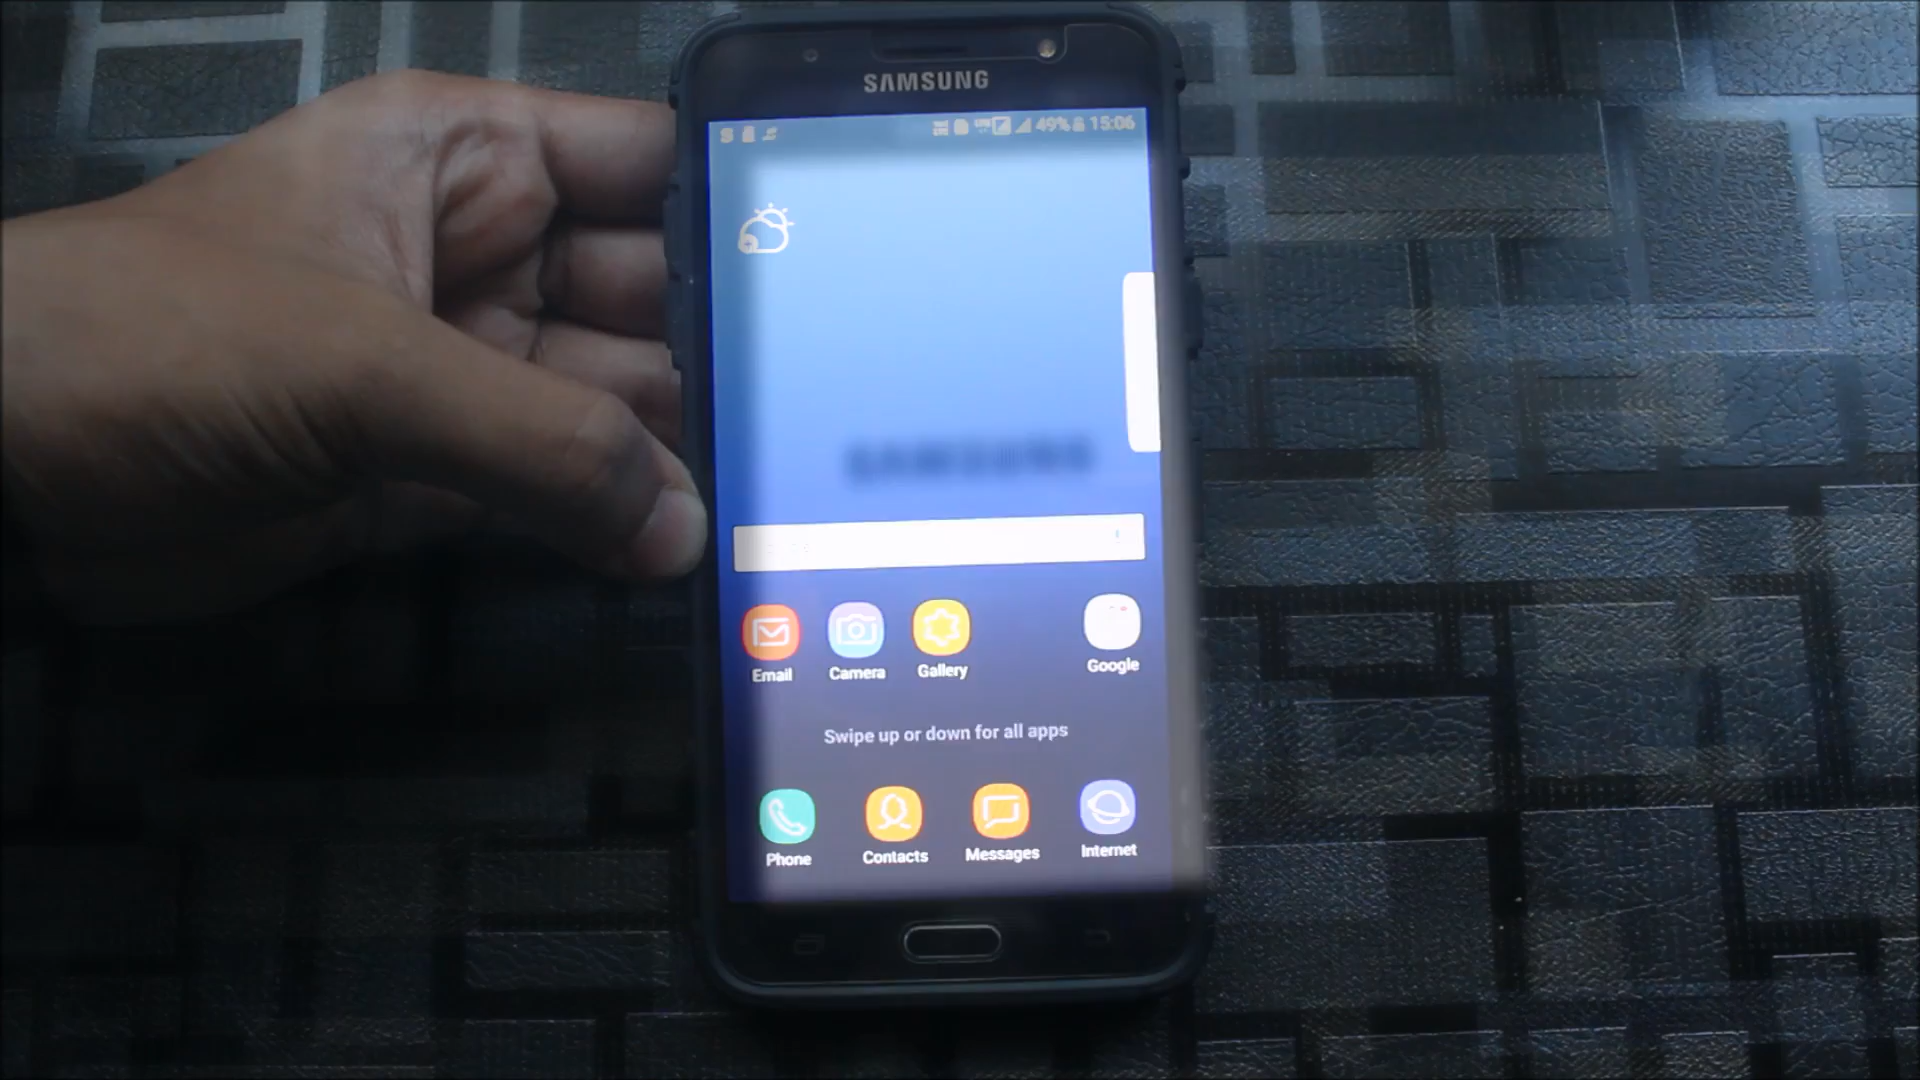 SAMSUNG
49% 15:06
SAMSUNG
Email Camera Gallery Google
Swipe up or down for all apps
Phone Contacts Messages Internet